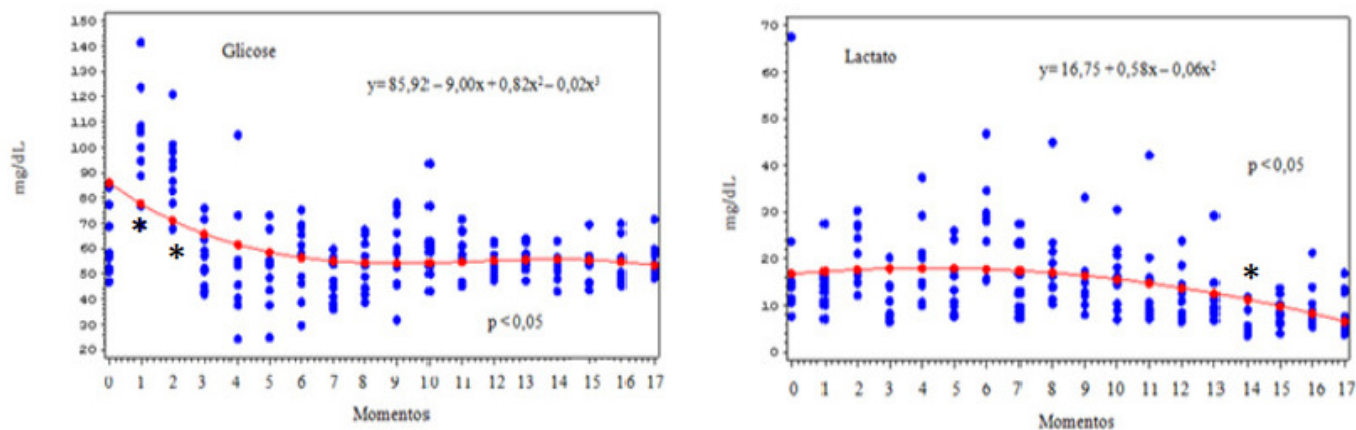 150
140
130
120
110
100
90
80
70
60
50
40
30
20
mg/dL
Glicose
y= 85,92 – 9,00x + 0,82x² – 0,02x³
*
*
p < 0,05
0 1 2 3 4 5 6 7 8 9 10 11 12 13 14 15 16 17
Momentos
70
60
50
40
30
20
10
0
mg/dL
Lactato
y= 16,75 + 0,58x – 0,06x²
p < 0,05
*
0 1 2 3 4 5 6 7 8 9 10 11 12 13 14 15 16 17
Momentos